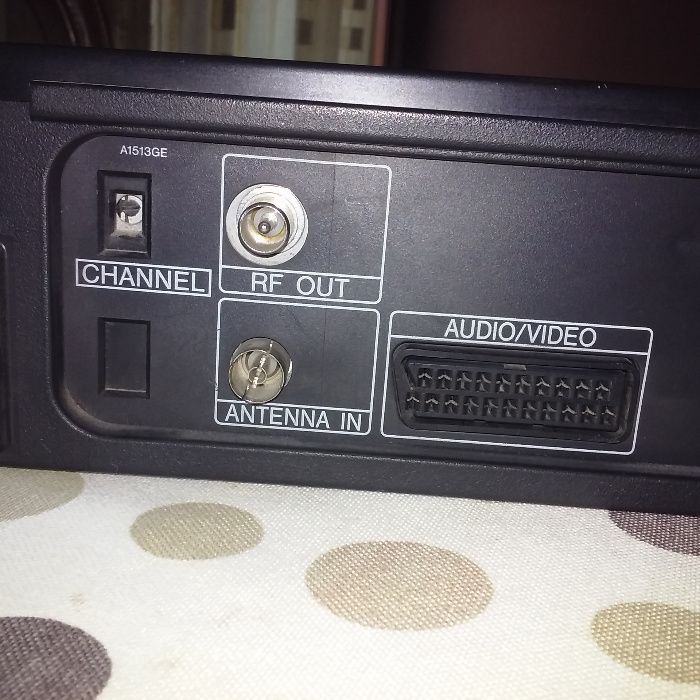 A1513GE
CHANNEL
RF OUT
ANTENNA IN
AUDIO/VIDEO